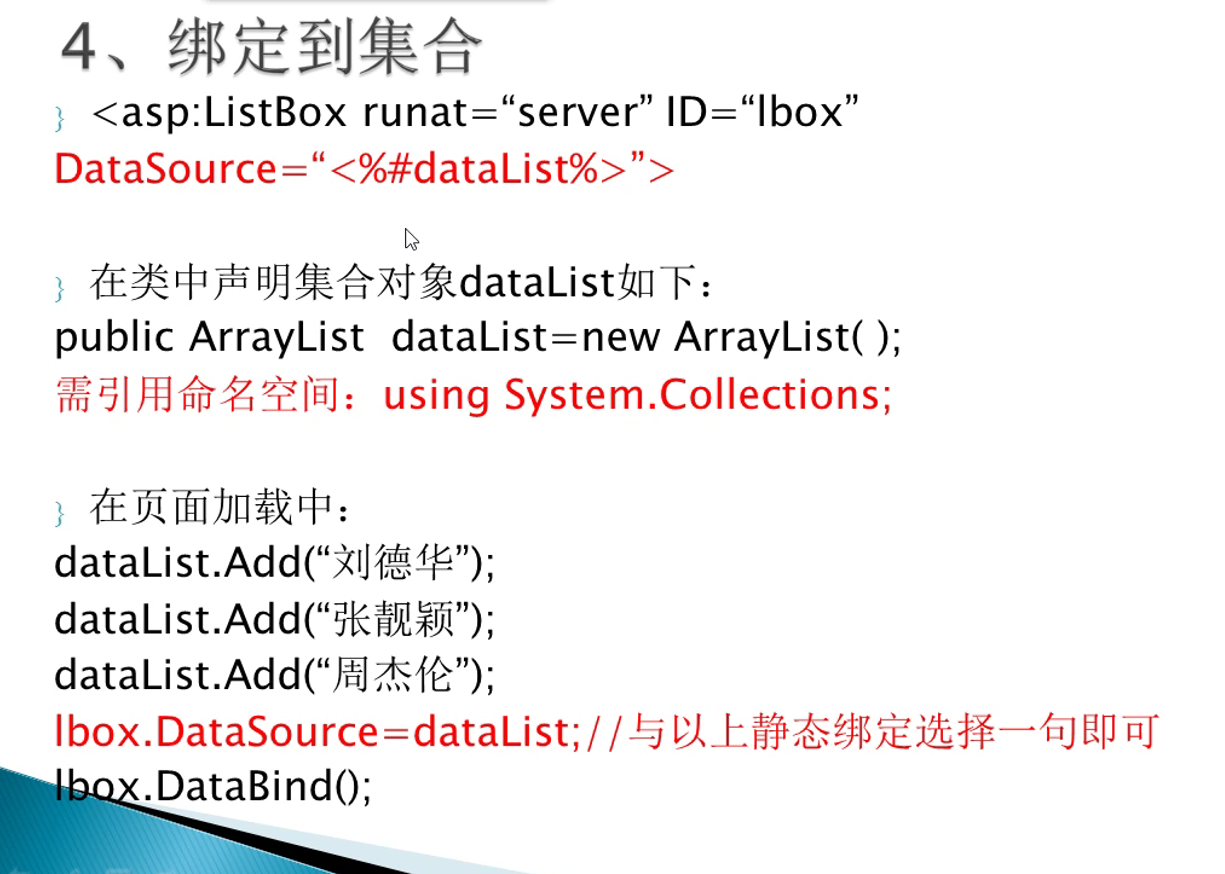 4、绑定到集合
<asp:ListBox runat=“server” ID=“lbox”
DataSource=“<%#dataList%>”>
在类中声明集合对象dataList如下：
public ArrayList  dataList=new ArrayList( );
需引用命名空间：using System.Collections;
在页面加载中：
dataList.Add(“刘德华”);
dataList.Add(“张靓颖”);
dataList.Add(“周杰伦”);
lbox.DataSource=dataList;//与以上静态绑定选择一句即可
lbox.DataBind();